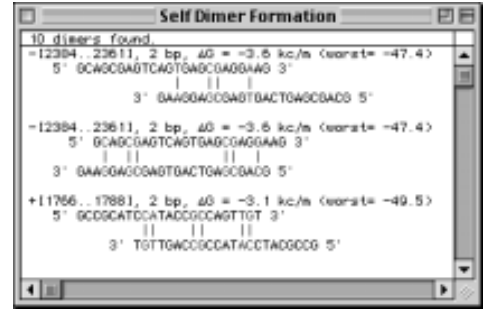 Self Dimer Formation
10 dimers found.
-[2384..2361], 2 bp, ΔG = -3.6 kc/m (worst= -47.4)
5' GCAGCGAGTCAGTGAGCGAGGAAG 3'
3' GAAGGAGCGAGTGACTGAGCGACG 5'
-[2384..2361], 2 bp, ΔG = -3.6 kc/m (worst= -47.4)
5' GCAGCGAGTCAGTGAGCGAGGAAG 3'
3' GAAGGAGCGAGTGACTGAGCGACG 5'
+[1766..1788], 2 bp, ΔG = -3.1 kc/m (worst= -49.5)
5' GCCGCATCCATACCGCCAGTTGT 3'
3' TGTTGACCGCCATACCTACGCCG 5'